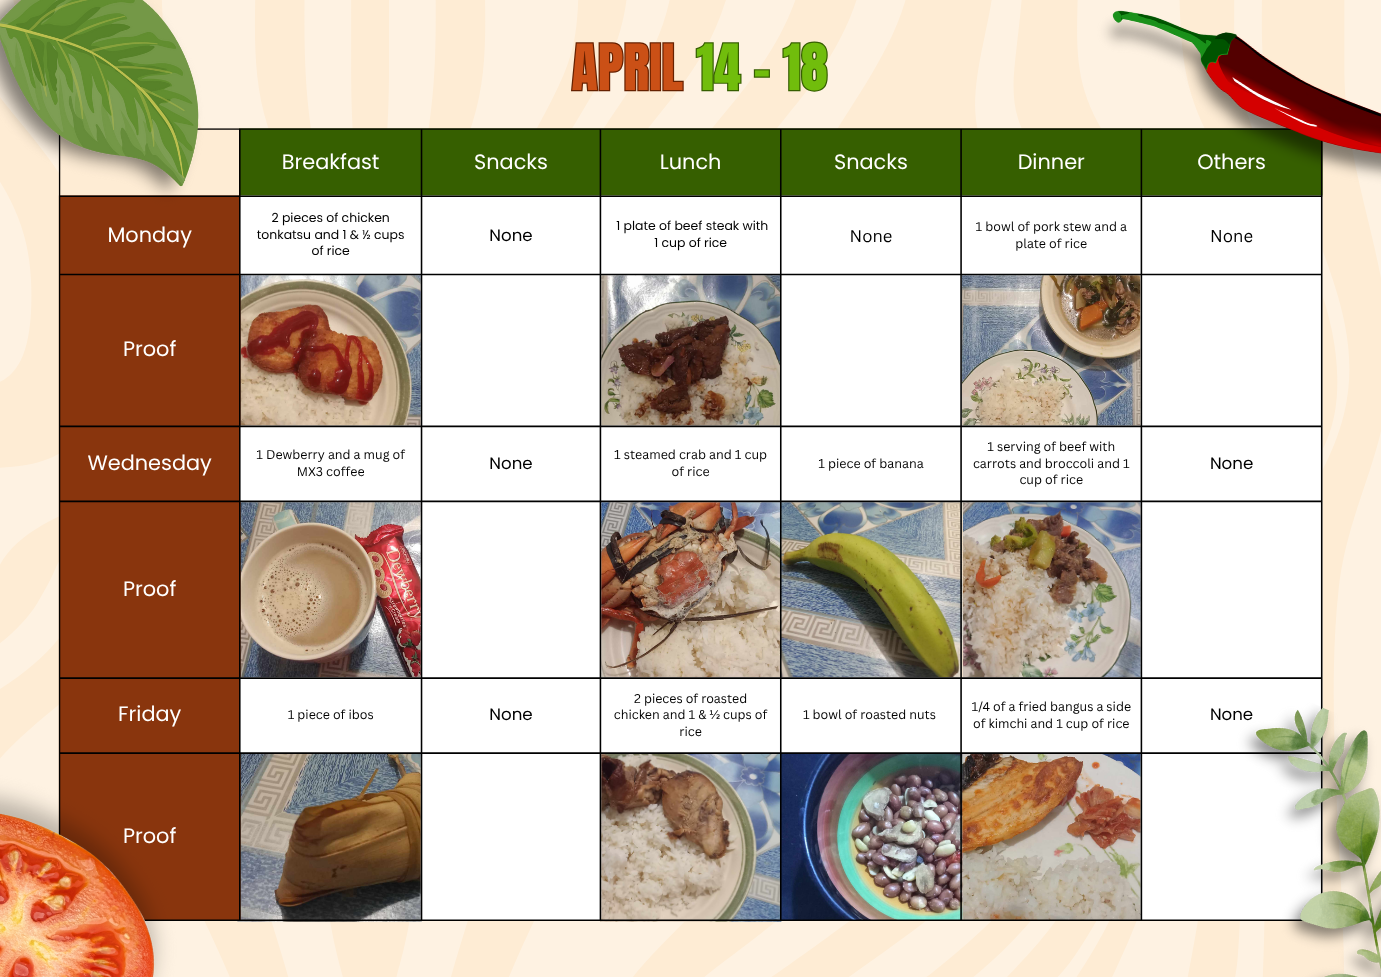 APRIL 14 - 18
Breakfast
Snacks
Lunch
Snacks
Dinner
Others
Monday
2 pieces of chicken
tonkatsu and 1 & ½ cups
of rice
None
1 plate of beef steak with
1 cup of rice
None
1 bowl of pork stew and a
plate of rice
None
Proof
Wednesday
1 Dewberry and a mug of
MX3 coffee
None
1 steamed crab and 1 cup
of rice
1 piece of banana
1 serving of beef with
carrots and broccoli and 1
cup of rice
None
Proof
Dewberry
Friday
1 piece of ibos
None
2 pieces of roasted
chicken and 1 & ½ cups of
rice
1 bowl of roasted nuts
1/4 of a fried bangus a side
of kimchi and 1 cup of rice
None
Proof